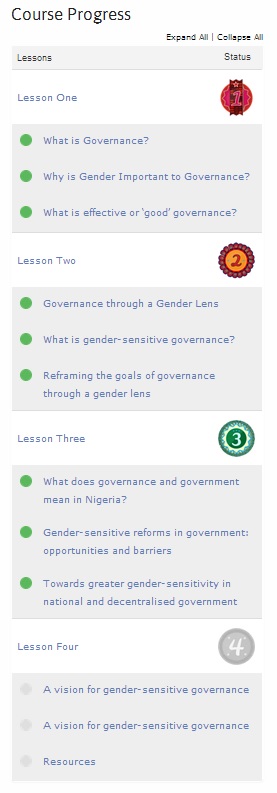 Course Progress
Expand All | Collapse All
Lessons Status
Lesson One 1
What is Governance?
Why is Gender Important to Governance?
What is effective or ‘good’ governance?
Lesson Two 2
Governance through a Gender Lens
What is gender-sensitive governance?
Reframing the goals of governance
through a gender lens
Lesson Three 3
What does governance and government
mean in Nigeria?
Gender-sensitive reforms in government:
opportunities and barriers
Towards greater gender-sensitivity in
national and decentralised government
Lesson Four 4
A vision for gender-sensitive governance
A vision for gender-sensitive governance
Resources